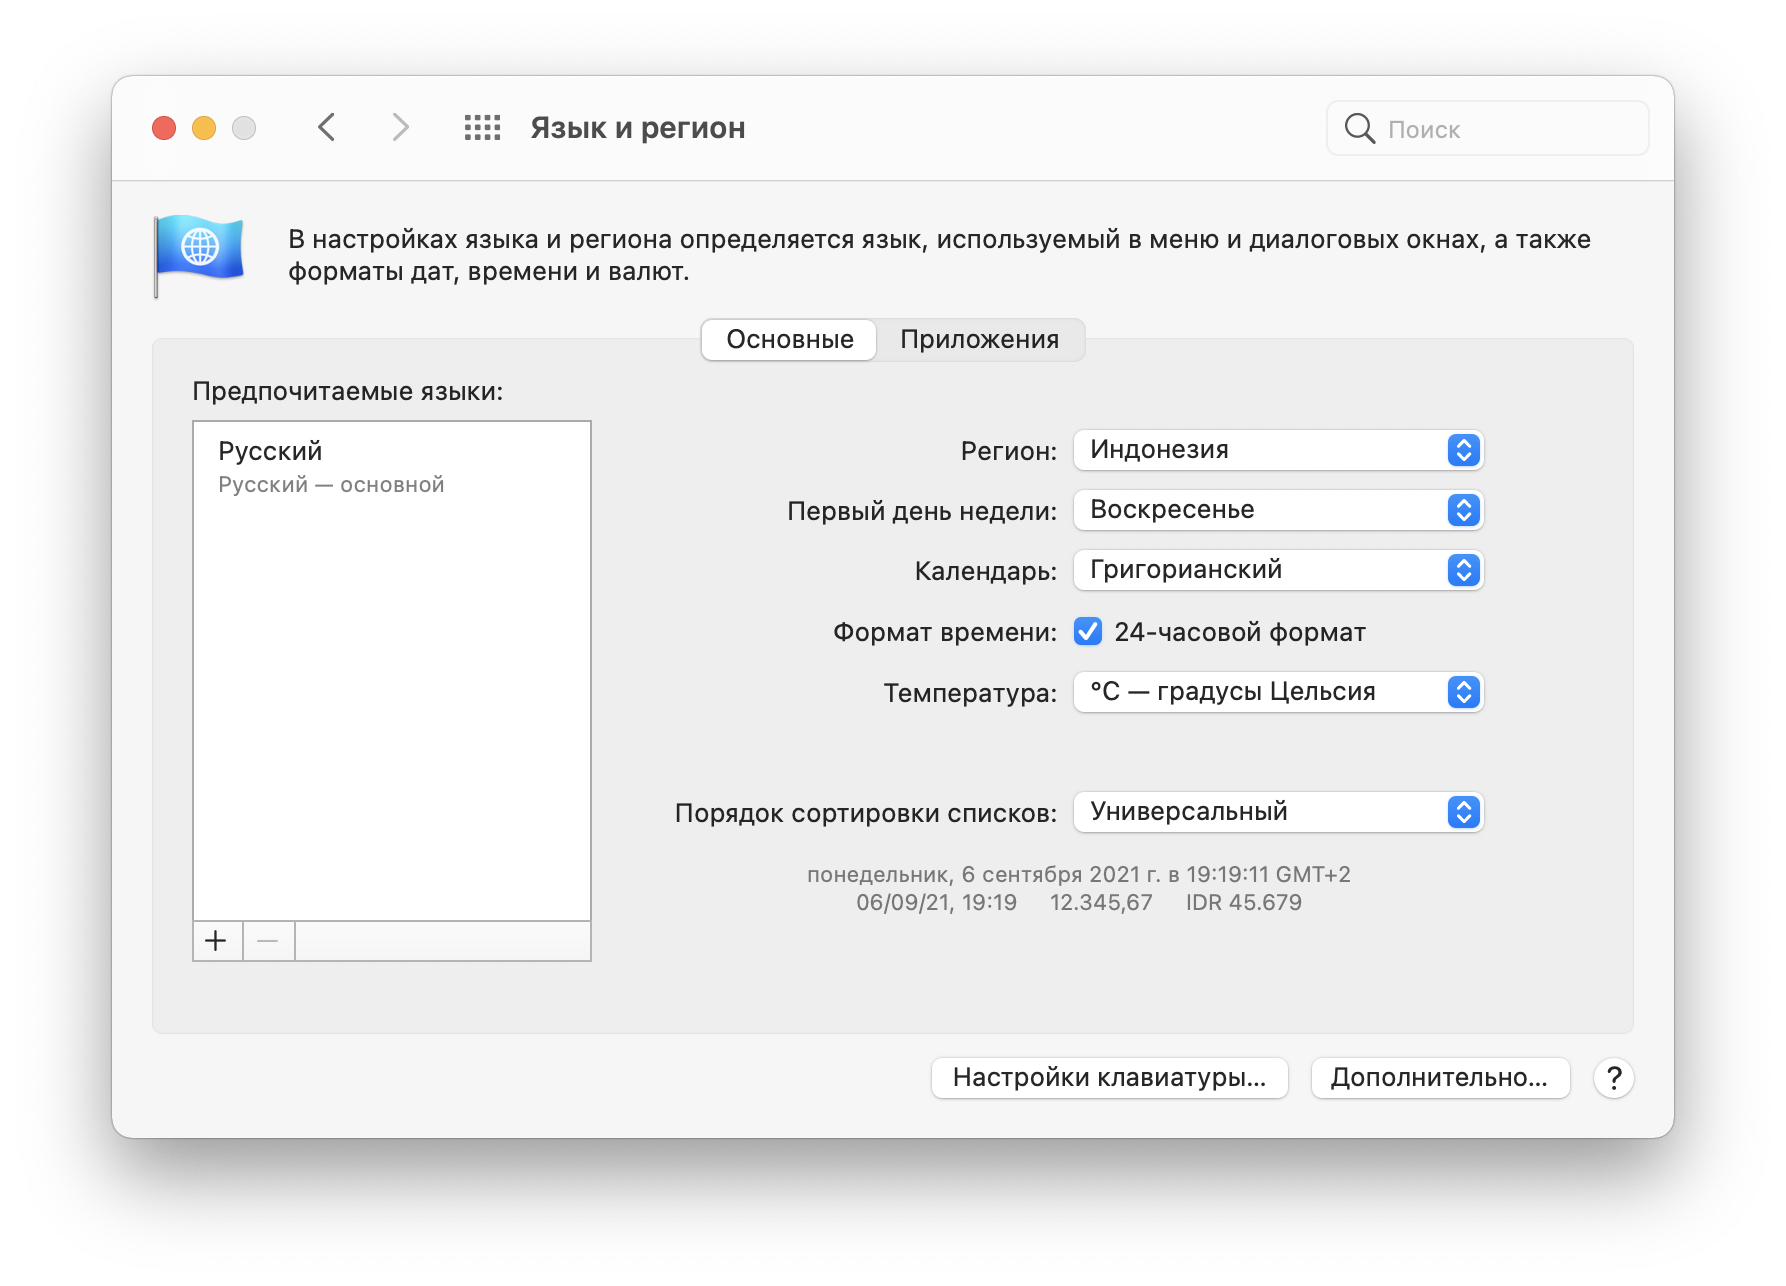 Язык и регион
Поиск
В настройках языка и региона определяется язык, используемый в меню и диалоговых окнах, а также
форматы дат, времени и валют.
Основные
Приложения
Предпочитаемые языки:
Русский
Русский — основной
Регион: Индонезия
Первый день недели: Воскресенье
Календарь: Григорианский
Формат времени: 24-часовой формат
Температура: °C — градусы Цельсия
Порядок сортировки списков: Универсальный
понедельник, 6 сентября 2021 г. в 19:19:11 GMT+2
06/09/21, 19:19 12.345,67 IDR 45.679
Настройки клавиатуры...
Дополнительно...
?